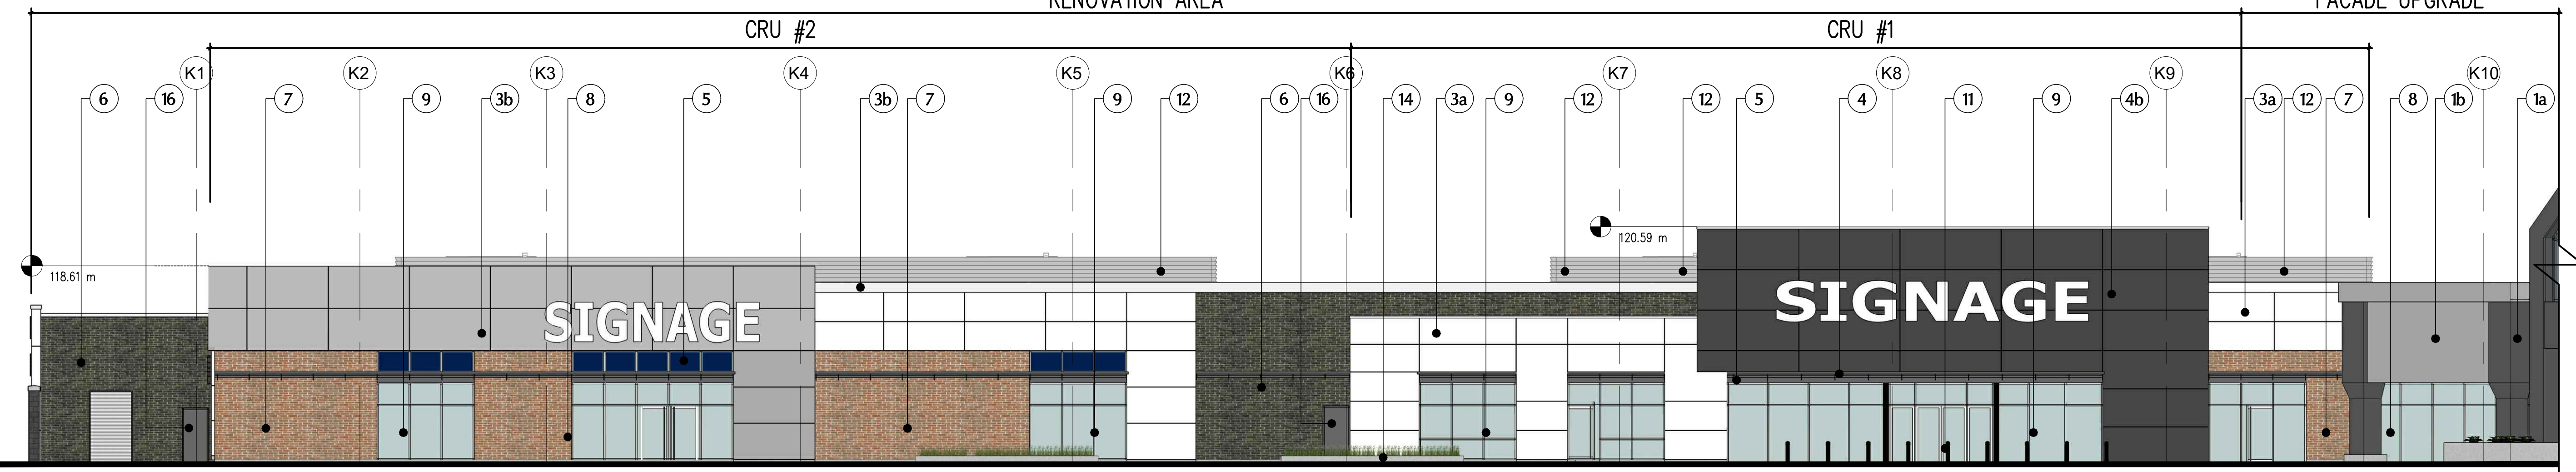 RENOVATION AREA FACADE UPGRADE
CRU #2 CRU #1
K1 K2 K3 K4 K5 K6 K7 K8 K9 K10
6 16 7 9 3b 8 5 3b 7 9 12 6 16 14 3a 9 12 12 5 4 11 9 4b 3a 12 7 8 1b 1a
120.59 m
118.61 m
SIGNAGE SIGNAGE